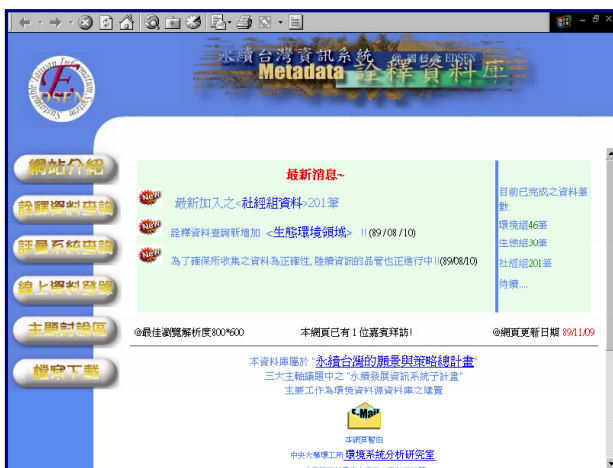 永續台灣資訊系統
Metadata 詮釋資料庫
EDSEN
網站介紹
詮釋資料查詢
註量系統查詢
線上資料登錄
主題討論區
檔案下載
最新消息~
New 最新加入之<社經組資料>201筆
New 詮釋資料查詢新增加 <生態環境領域> !! (89/08/10)
New 為了確保所收集之資料為正確性, 陸續資訊的品管也正進行中!!(89/08/10)
目前已完成之資料筆
數:
環境組46筆
生態組30筆
社經組201筆
待續....
@最佳瀏覽解析度800*600
本網頁已有 1 位嘉賓拜訪!
@網頁更新日期 89/11/09
本資料庫屬於 "永續台灣的願景與策略總計畫"
三大主軸議題中之 "永續發展資訊系統子計畫"
主要工作為環境資料源資料庫之建置
E-Mail
本網頁暫由
中央大學環工所 環境系統分析研究室